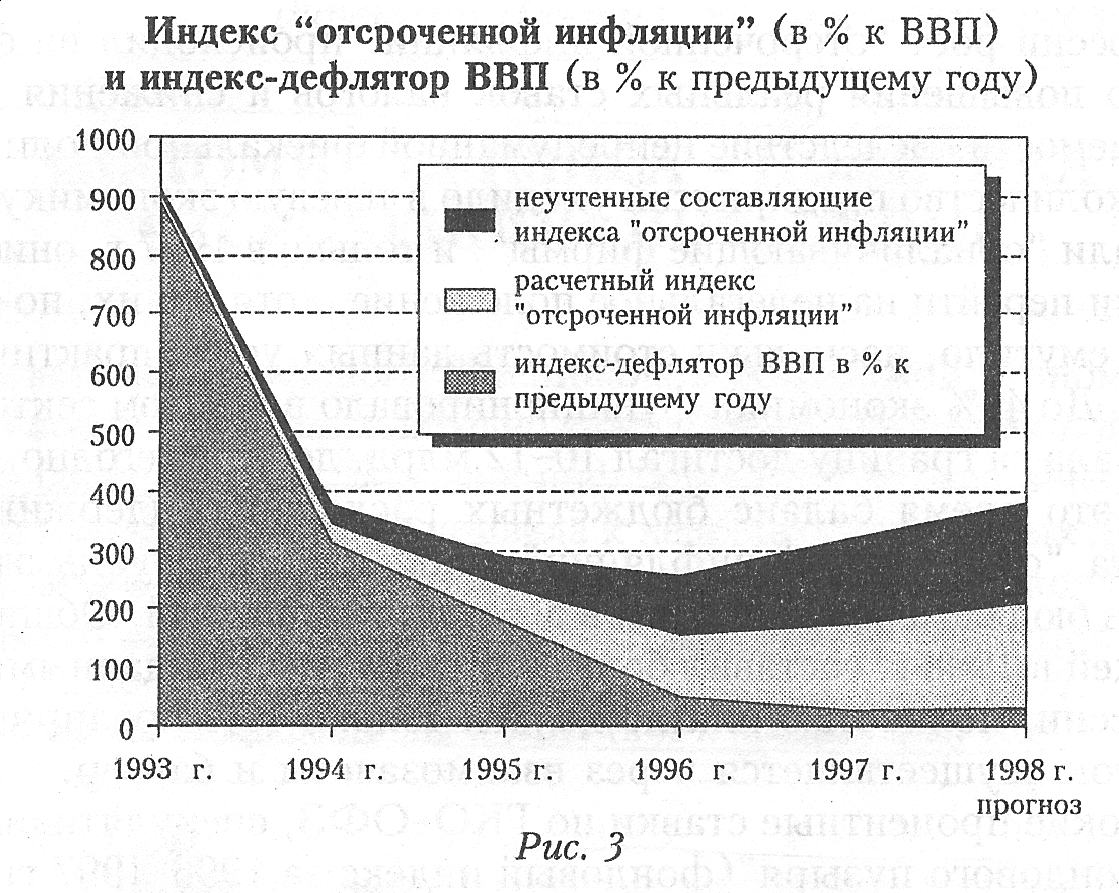 Индекс “отсроченной инфляции” (в % к ВВП)
и индекс-дефлятор ВВП (в % к предыдущему году)
1000
900
800
700
600
500
400
300
200
100
0
неучтенные составляющие
индекса "отсроченной инфляции"
расчетный индекс
"отсроченной инфляции"
индекс-дефлятор ВВП в % к
предыдущему году
1993 г.
1994 г.
1995г.
1996 г.
1997 г.
1998 г.
прогноз
Рис. 3